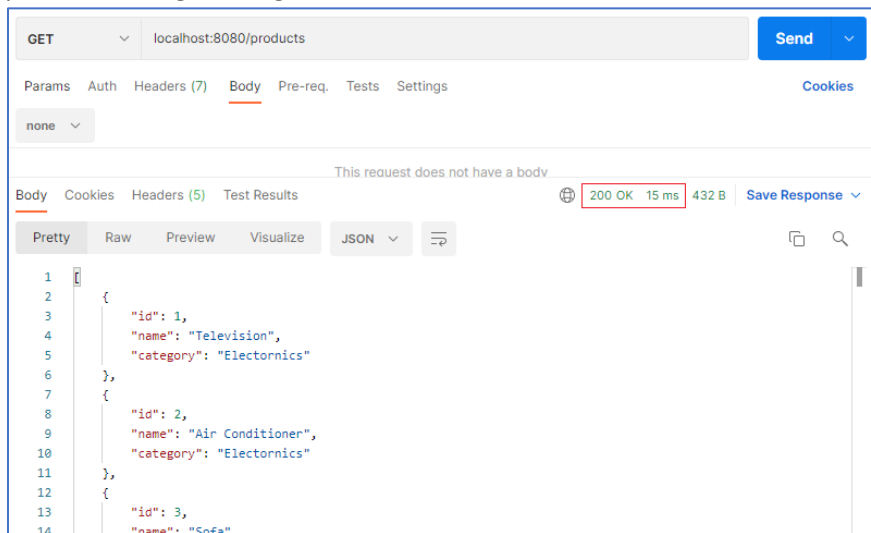 GET localhost:8080/products Send
Params Auth Headers (7) Body Pre-req. Tests Settings Cookies
none
This request does not have a body
Body Cookies Headers (5) Test Results 200 OK 15 ms 432 B Save Response
Pretty Raw Preview Visualize JSON
1 [
2 {
3 "id": 1,
4 "name": "Television",
5 "category": "Electornics"
6 },
7 {
8 "id": 2,
9 "name": "Air Conditioner",
10 "category": "Electornics"
11 },
12 {
13 "id": 3,
14 "name": "Sofa"